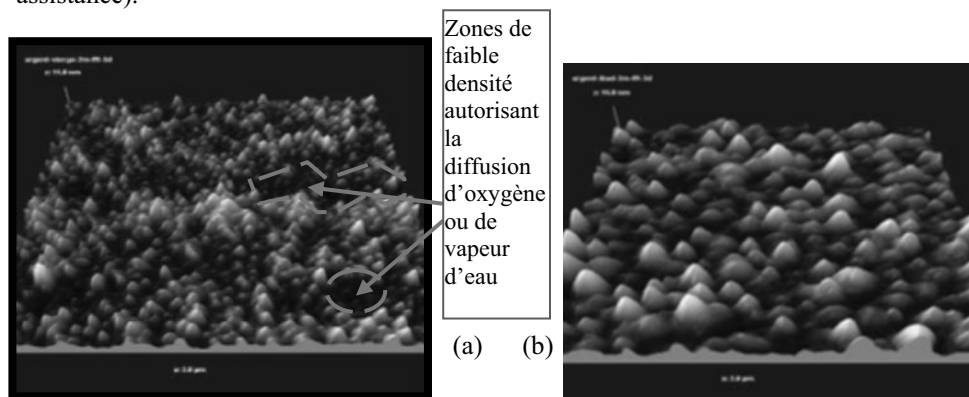 assistance).
Zones de
faible
densité
autorisant
la
diffusion
d'oxygène
ou de
vapeur
d'eau
(a) (b)